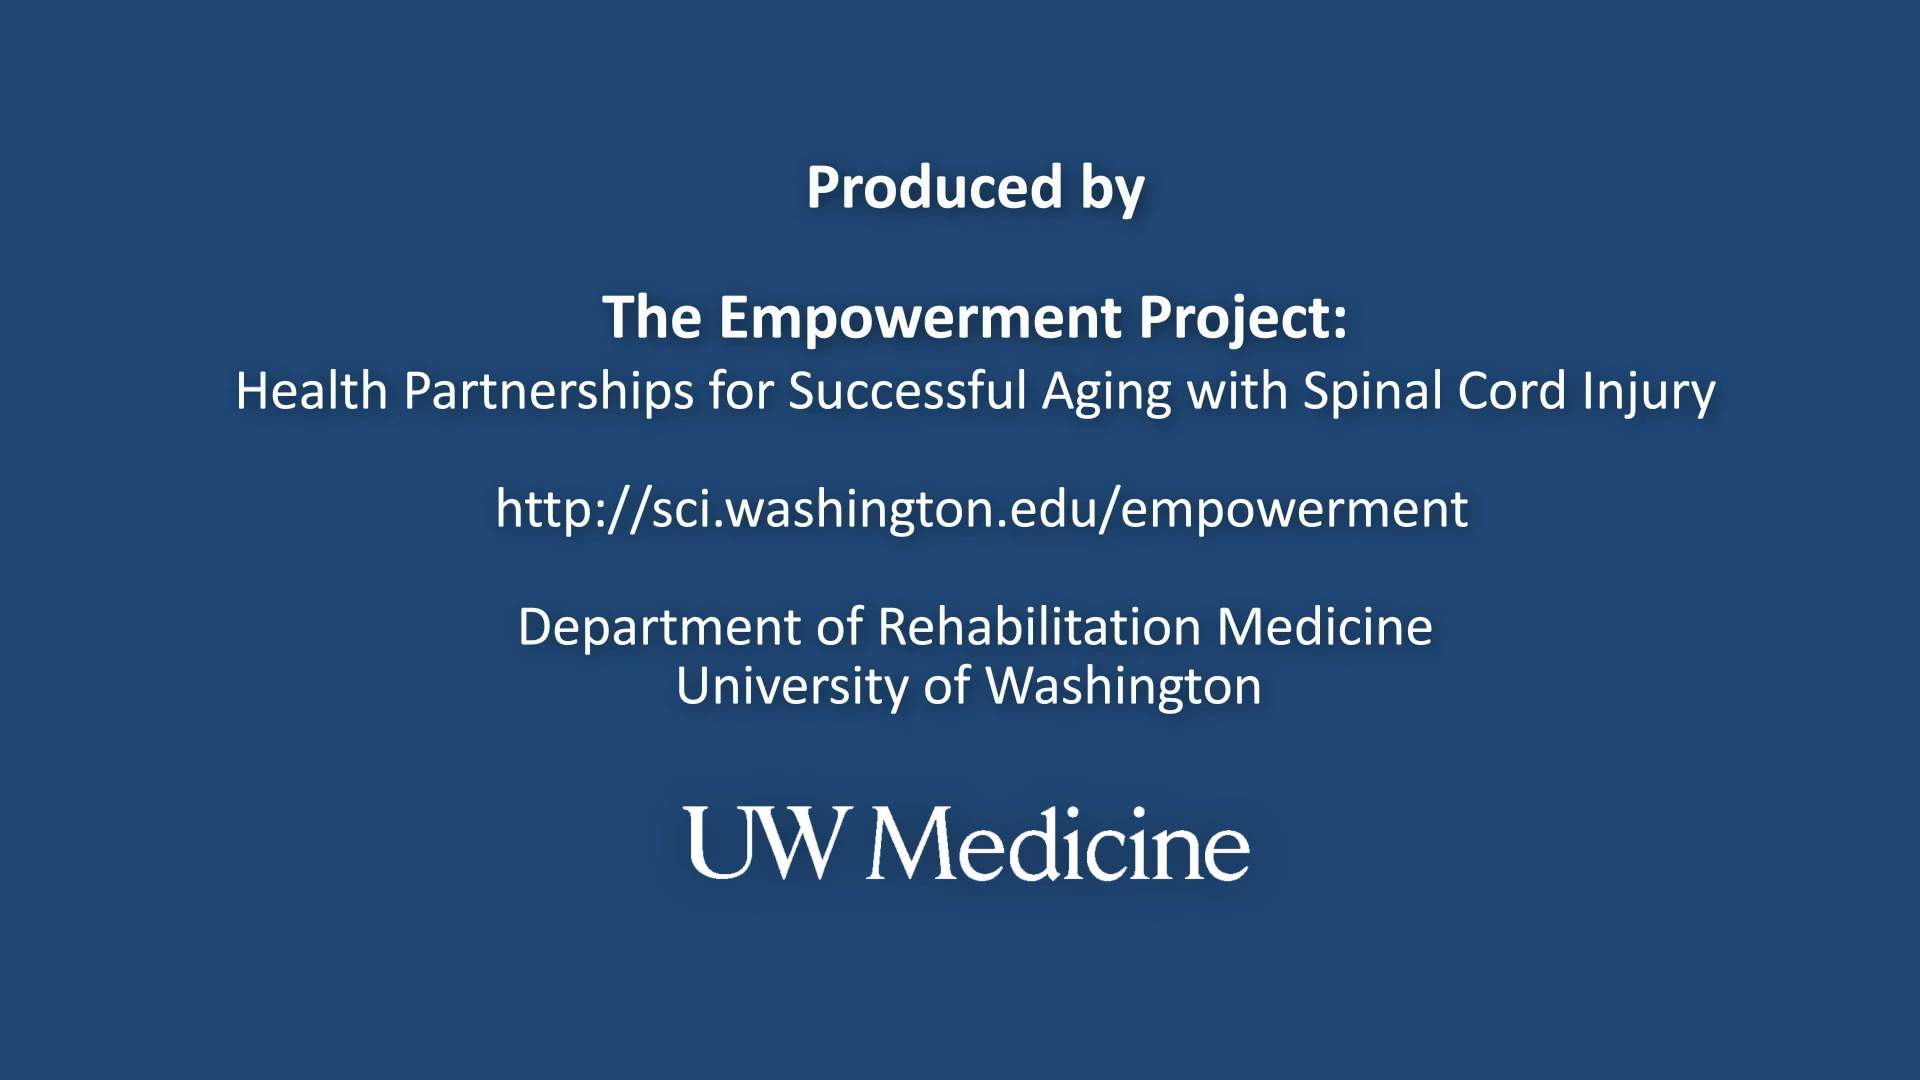 Produced by
The Empowerment Project:
Health Partnerships for Successful Aging with Spinal Cord Injury
http://sci.washington.edu/empowerment
Department of Rehabilitation Medicine
University of Washington
UW Medicine